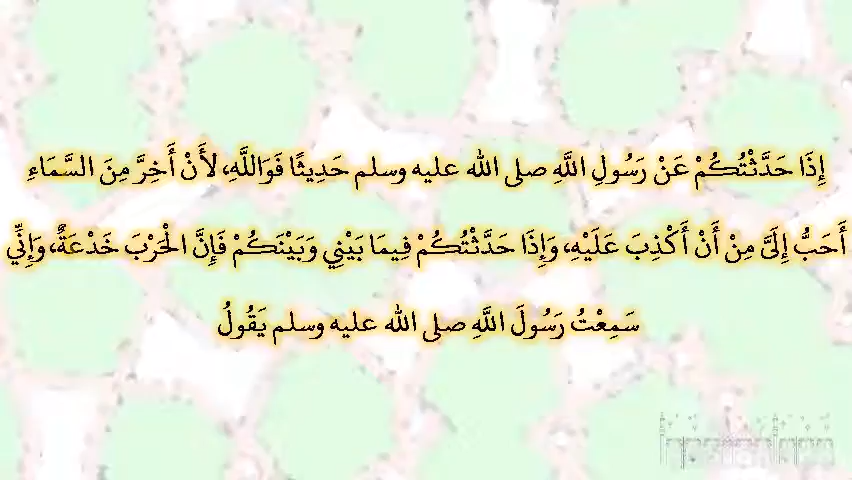 إِذَا حَدَّثْتُكُمْ عَنْ رَسُولِ اللَّهِ صلى الله عليه وسلم حَدِيثًا فَوَاللَّهِ، لأَنْ أَخِرَّ مِنَ السَّمَاءِ
أَحَبُّ إِلَىَّ مِنْ أَنْ أَكْذِبَ عَلَيْهِ، وَإِذَا حَدَّثْتُكُمْ فِيمَا بَيْنِي وَبَيْنَكُمْ فَإِنَّ الْحَرْبَ خَدْعَةٌ، وَإِنِّي
سَمِعْتُ رَسُولَ اللَّهِ صلى الله عليه وسلم يَقُولُ